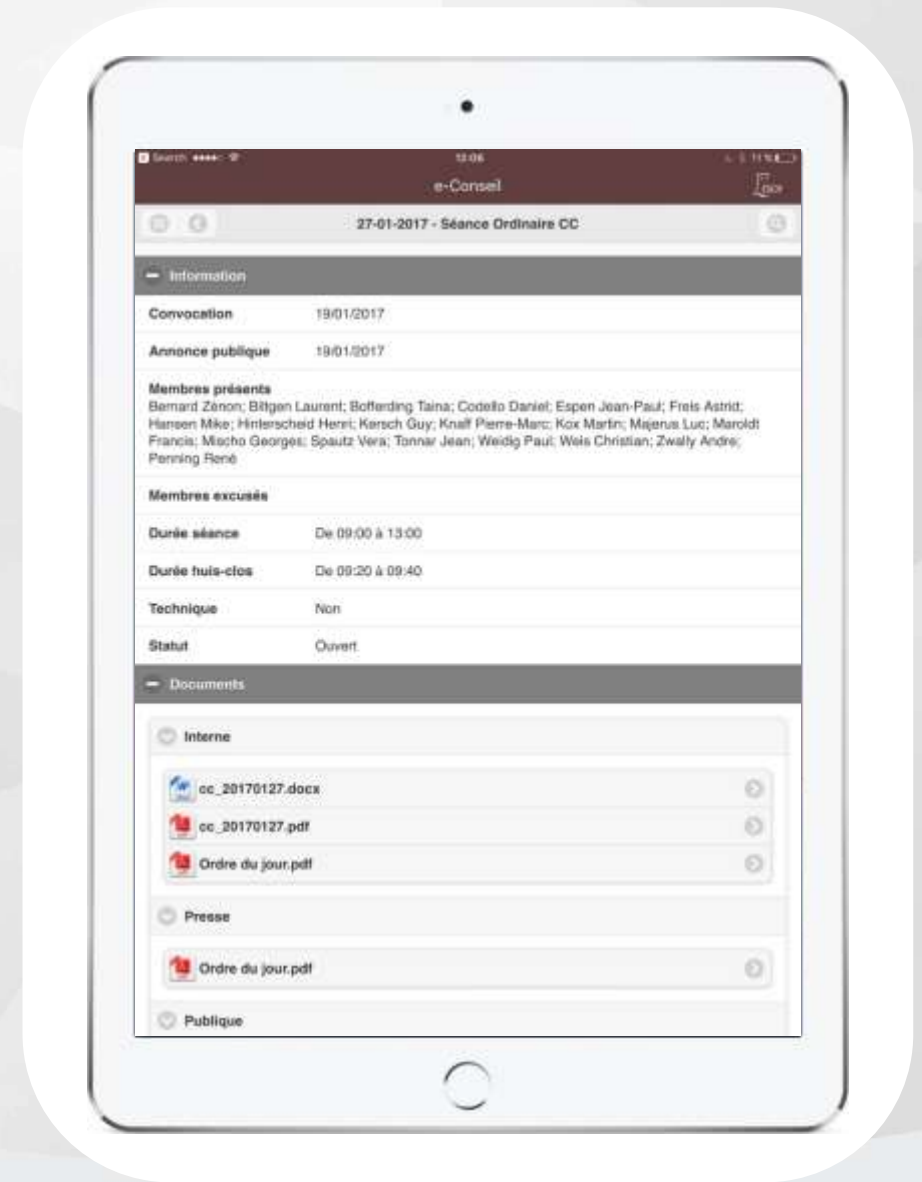 Search
12:06
e-Conseil
27-01-2017 - Séance Ordinaire CC
Information
Convocation 19/01/2017
Annonce publique 19/01/2017
Membres présents
Bernard Zénon; Biltgen Laurent; Bofferding Taina; Codello Daniel; Espen Jean-Paul; Freis Astrid;
Hansen Mike; Hinterscheid Henri; Kersch Guy; Knaff Pierre-Marc; Kox Martin; Majerus Luc; Maroldt
Francis; Mischo Georges; Spautz Vera; Tonnar Jean; Weidig Paul; Weis Christian; Zwally Andre;
Penning René
Membres excusés
Durée séance De 09:00 à 13:00
Durée huis-clos De 09:20 à 09:40
Technique Non
Statut Ouvert
Documents
Interne
cc_20170127.docx
cc_20170127.pdf
Ordre du jour.pdf
Presse
Ordre du jour.pdf
Publique